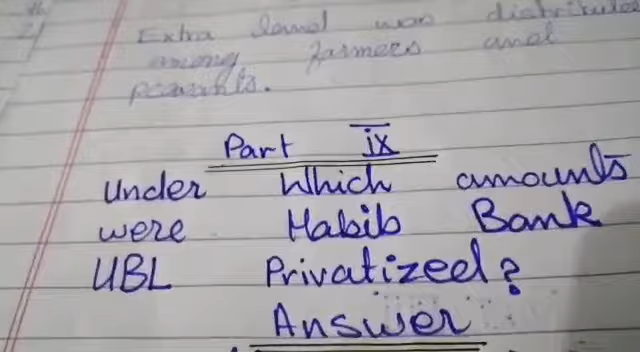 Extra land was distributed
among farmers and
peasants.
Part ix
Under Which amounts
were Habib Bank
UBL Privatized?
Answer